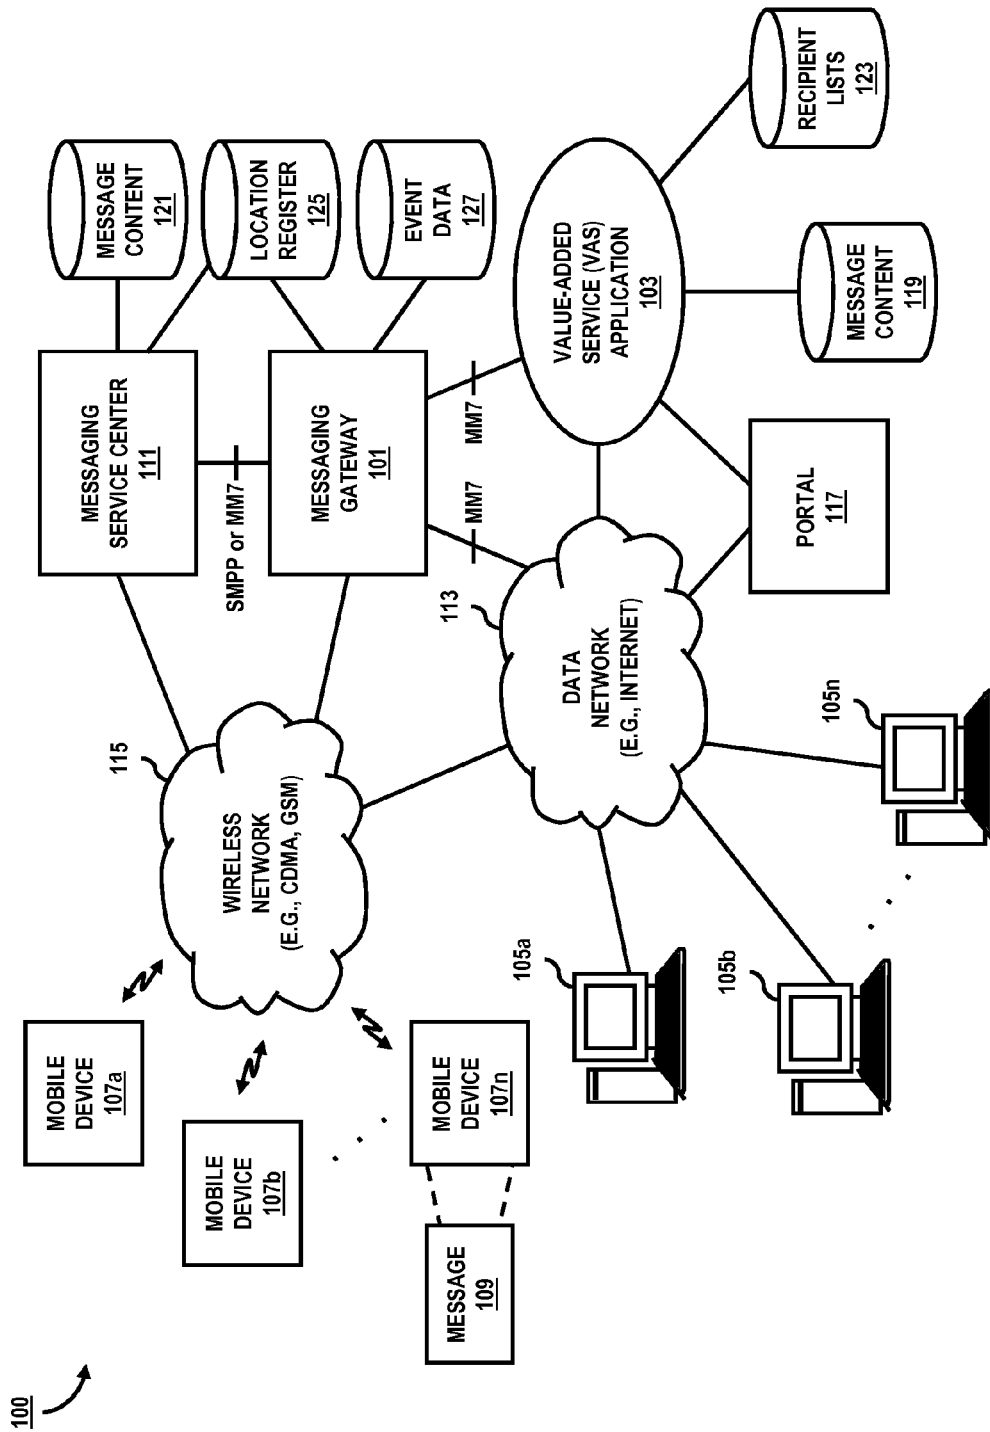 100
MOBILE
DEVICE
107a
MOBILE
DEVICE
107b
MOBILE
DEVICE
107n
MESSAGE
109
115
WIRELESS
NETWORK
(E.G., CDMA, GSM)
MESSAGING
SERVICE CENTER
111
MESSAGE
CONTENT
121
LOCATION
REGISTER
125
SMPP or MM7
MESSAGING
GATEWAY
101
EVENT
DATA
127
MM7
MM7
113
DATA
NETWORK
(E.G., INTERNET)
VALUE-ADDED
SERVICE (VAS)
APPLICATION
103
RECIPIENT
LISTS
123
MESSAGE
CONTENT
119
PORTAL
117
105a
105b
105n